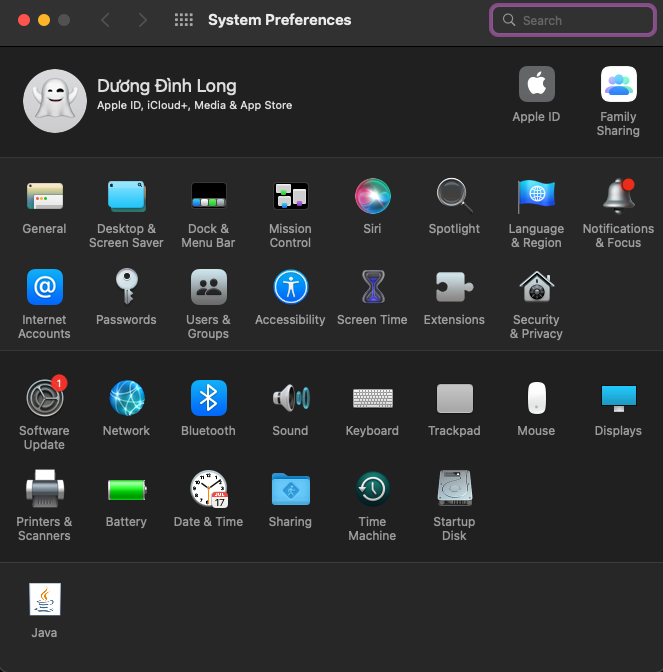 System Preferences
Search
Dương Đình Long
Apple ID, iCloud+, Media & App Store
Apple ID
Family
Sharing
General
Desktop &
Screen Saver
Dock &
Menu Bar
Mission
Control
Siri
Spotlight
Language
& Region
Notifications
& Focus
@
Internet
Accounts
Passwords
Users &
Groups
Accessibility
Screen Time
Extensions
Security
& Privacy
1
Software
Update
Network
Bluetooth
Sound
Keyboard
Trackpad
Mouse
Displays
Printers &
Scanners
Battery
JUL
17
Date & Time
Sharing
Time
Machine
Startup
Disk
Java